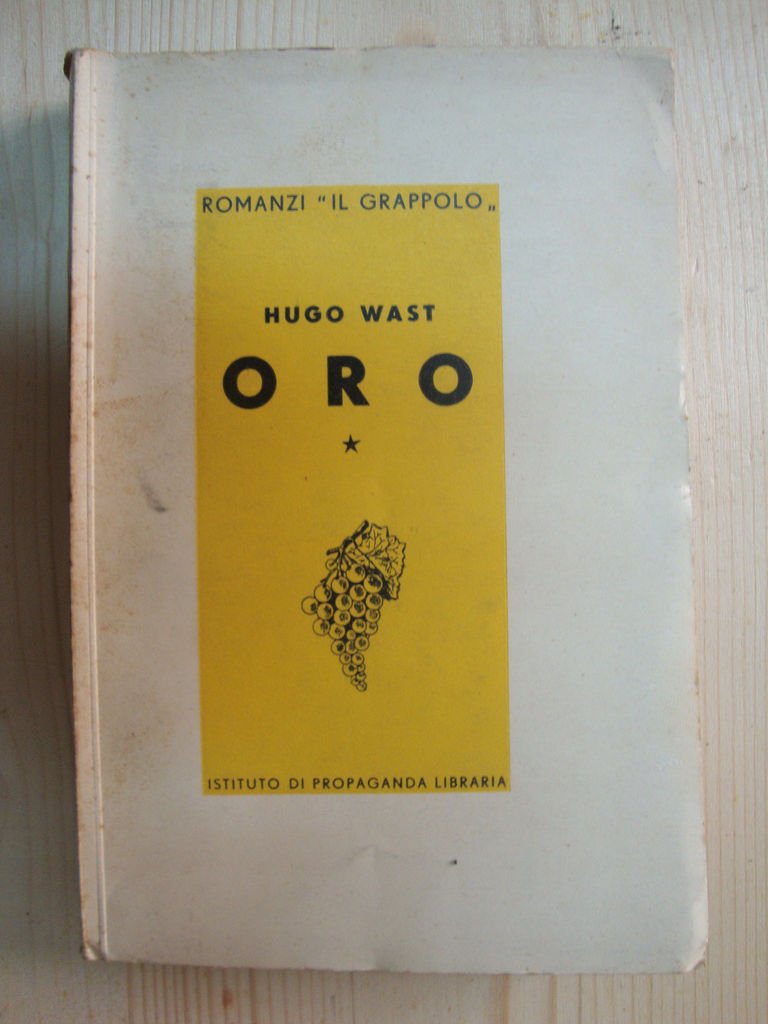 ROMANZI "IL GRAPPOLO„
HUGO WAST
ORO
ISTITUTO DI PROPAGANDA LIBRARIA